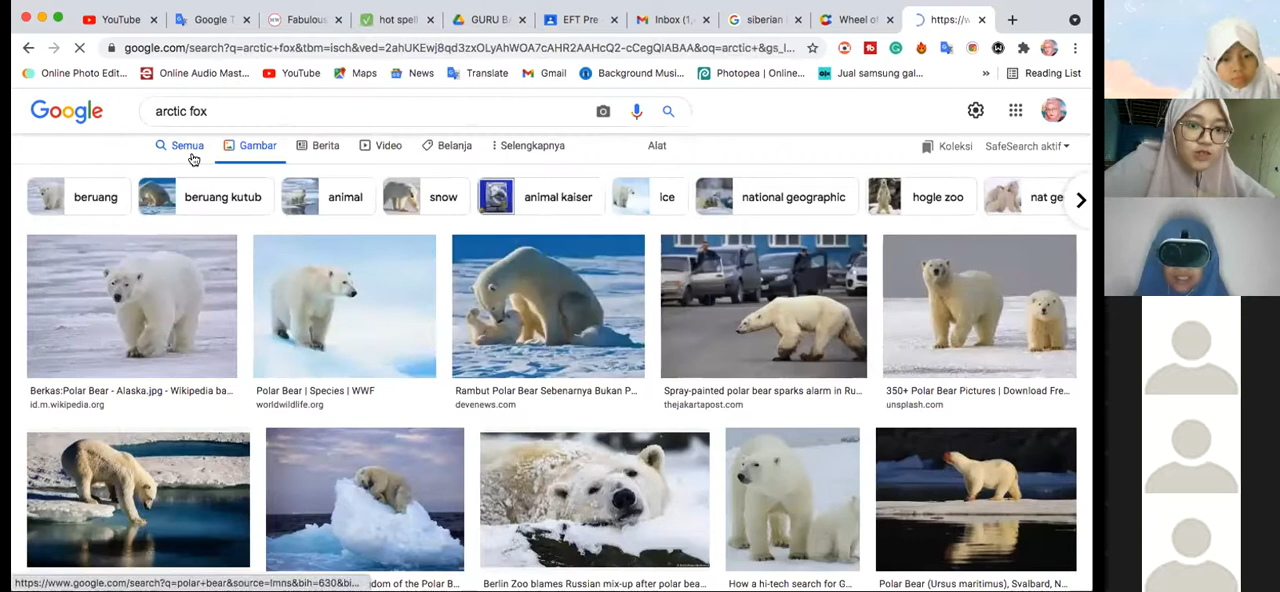 YouTube
Google T
Fabulous
hot spell
GURU BA
EFT Pre
Inbox (1,
siberian
Wheel of
https://w
google.com/search?q=arctic+fox&tbm=isch&ved=2ahUKEwj8qd3zxOLyAhWOA7cAHR2AAHcQ2-cCegQIABAA&oq=arctic+&gs_l...
Online Photo Edit...
Online Audio Mast...
YouTube
Maps
News
Translate
Gmail
Background Musi...
Photopea | Online...
Jual samsung gal...
»
Reading List
Google
arctic fox
Semua
Gambar
Berita
Video
Belanja
Selengkapnya
Alat
Koleksi
SafeSearch aktif
beruang
beruang kutub
animal
snow
animal kaiser
ice
national geographic
hogle zoo
nat ge
Berkas:Polar Bear - Alaska.jpg - Wikipedia ba...
id.m.wikipedia.org
Polar Bear | Species | WWF
worldwildlife.org
Rambut Polar Bear Sebenarnya Bukan P...
devenews.com
Spray-painted polar bear sparks alarm in Ru...
thejakartapost.com
350+ Polar Bear Pictures | Download Fre...
unsplash.com
https://www.google.com/search?q=polar+bear&source=lmns&bih=630&bi...
dom of the Polar B...
Berlin Zoo blames Russian mix-up after polar bea...
How a hi-tech search for G...
Polar Bear (Ursus maritimus), Svalbard, N...